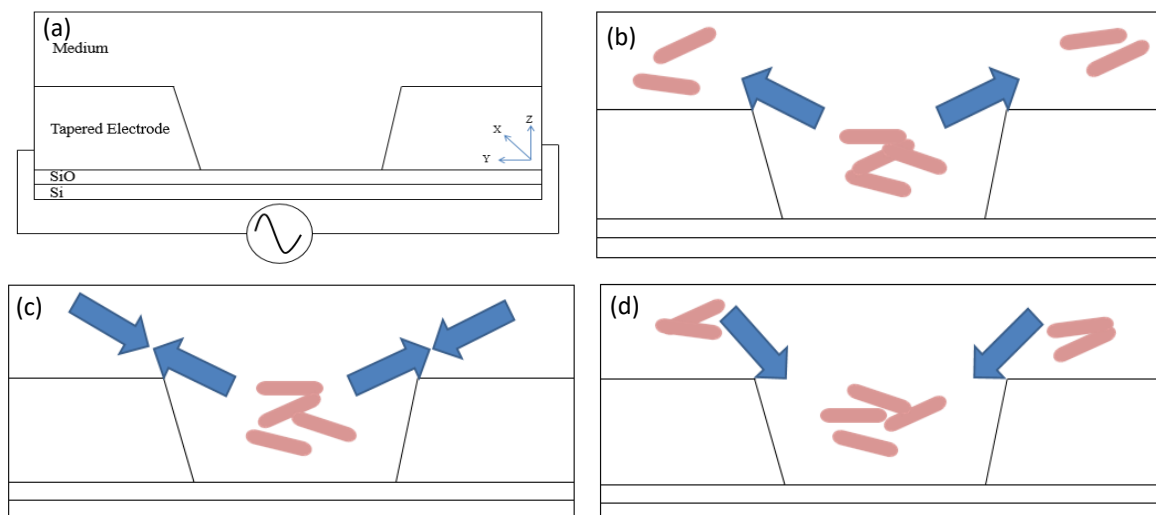 (a)
Medium
Tapered Electrode
Z
X
Y
SiO
Si
(b)
(c)
(d)